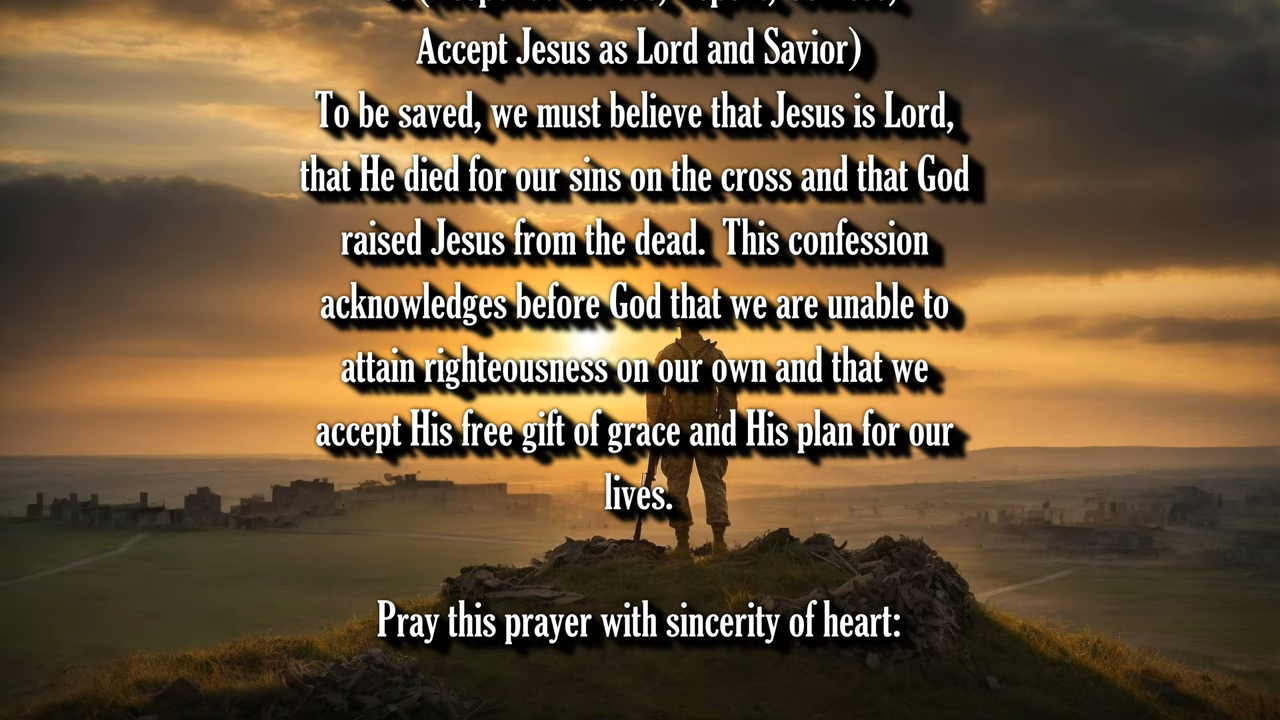 Accept Jesus as Lord and Savior)
To be saved, we must believe that Jesus is Lord,
that He died for our sins on the cross and that God
raised Jesus from the dead.  This confession
acknowledges before God that we are unable to
attain righteousness on our own and that we
accept His free gift of grace and His plan for our
lives.
Pray this prayer with sincerity of heart: